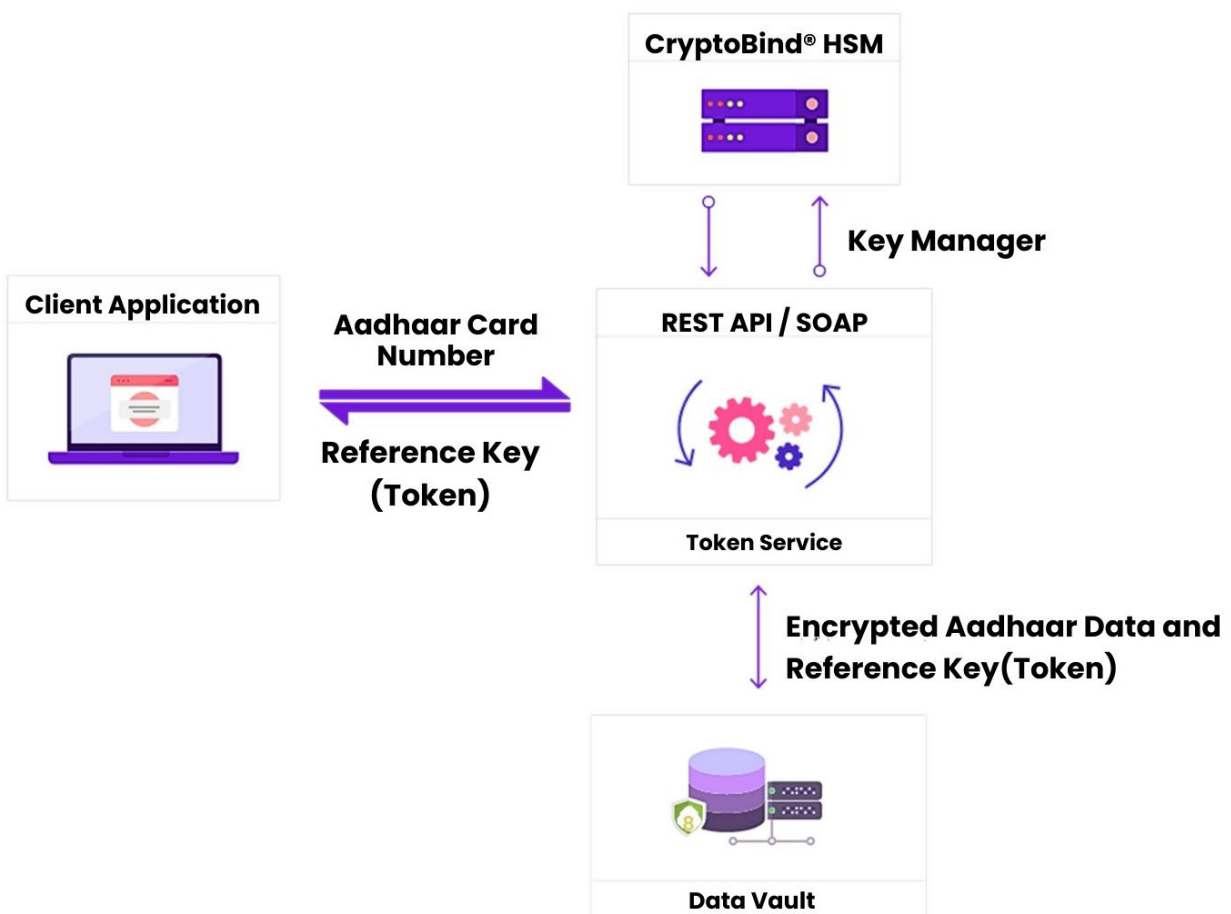 CryptoBind® HSM
Key Manager
Client Application
Aadhaar Card
Number
Reference Key
(Token)
REST API / SOAP
Token Service
Encrypted Aadhaar Data and
Reference Key(Token)
8
Data Vault